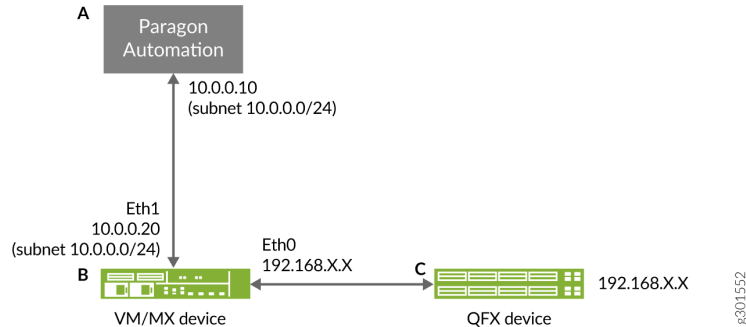 A
Paragon
Automation
10.0.0.10
(subnet 10.0.0.0/24)
Eth1
10.0.0.20
(subnet 10.0.0.0/24)
Eth0
192.168.X.X
B
C
192.168.X.X
VM/MX device
QFX device
g301552